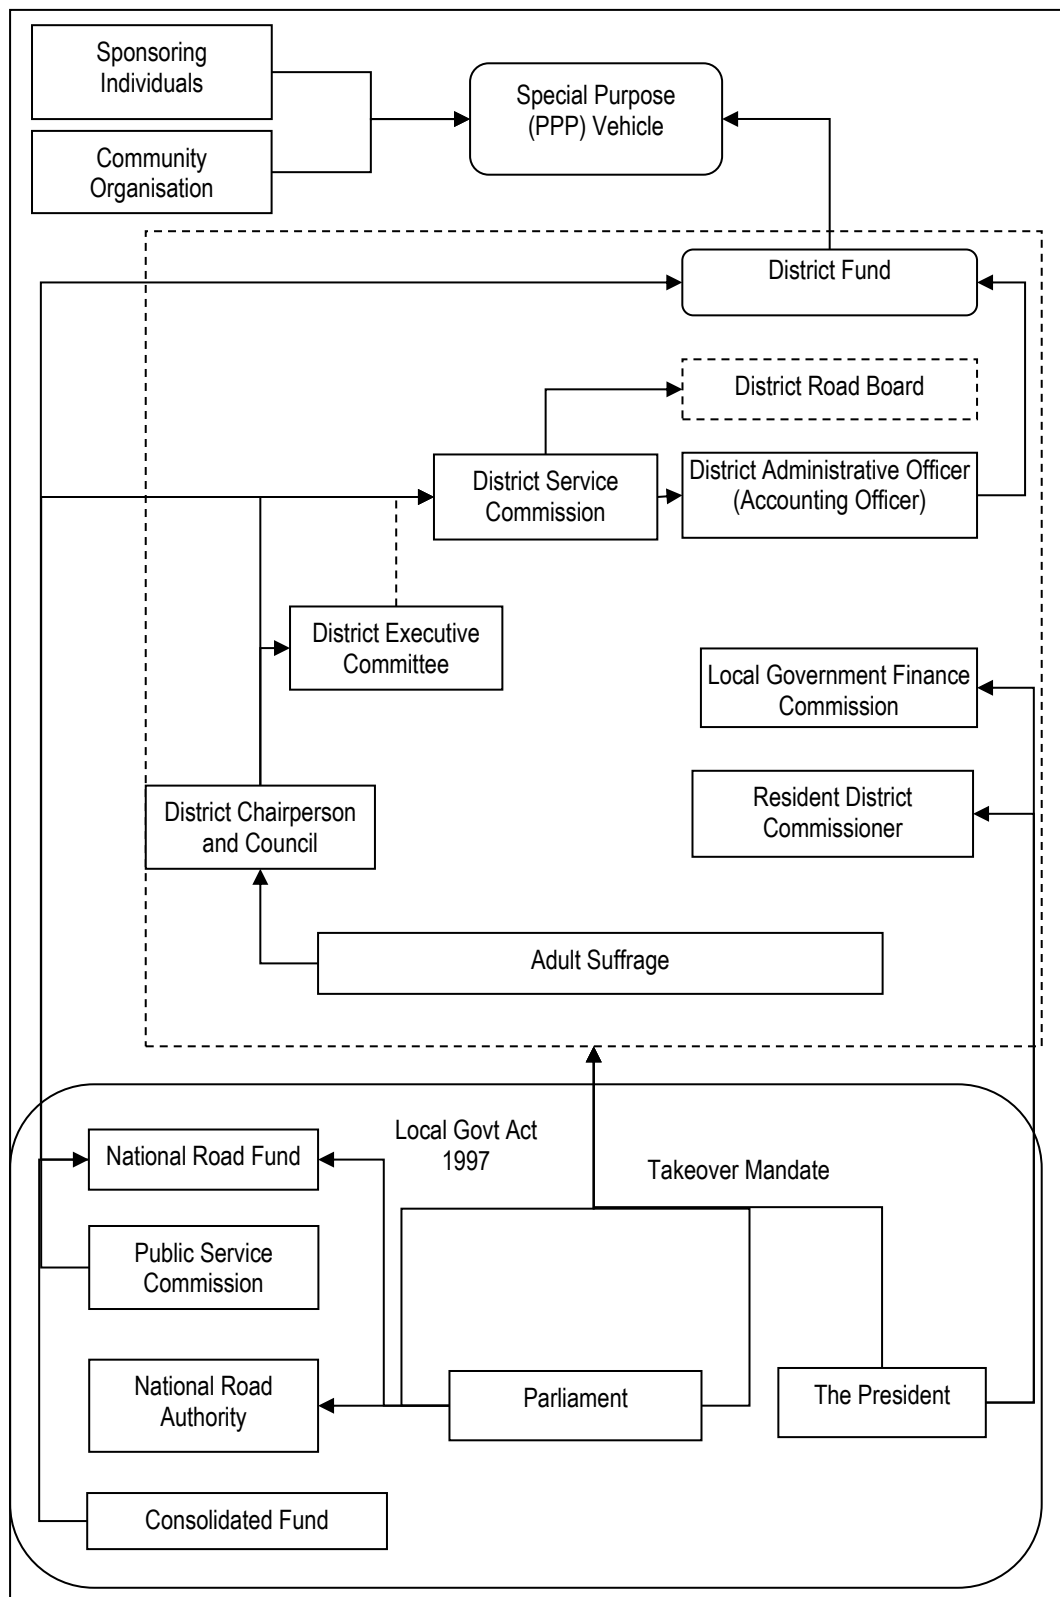 Sponsoring
Individuals
Special Purpose
(PPP) Vehicle
Community
Organisation
District Fund
District Road Board
District Service
Commission
District Administrative Officer
(Accounting Officer)
District Executive
Committee
Local Government Finance
Commission
District Chairperson
and Council
Resident District
Commissioner
Adult Suffrage
Local Govt Act
1997
National Road Fund
Takeover Mandate
Public Service
Commission
National Road
Authority
Parliament
The President
Consolidated Fund